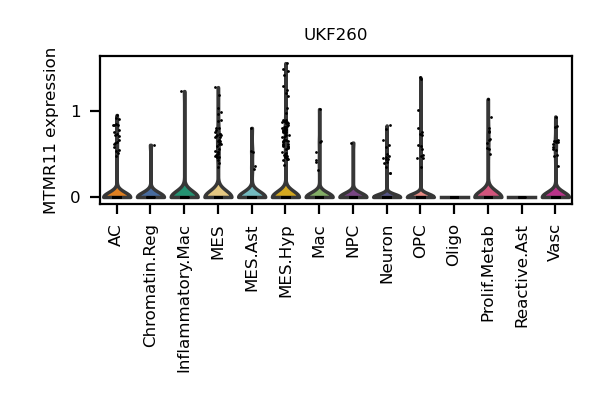 UKF260
MTMR11 expression
1
0
AC
Chromatin.Reg
Inflammatory.Mac
MES
MES.Ast
MES.Hyp
Mac
NPC
Neuron
OPC
Oligo
Prolif.Metab
Reactive.Ast
Vasc